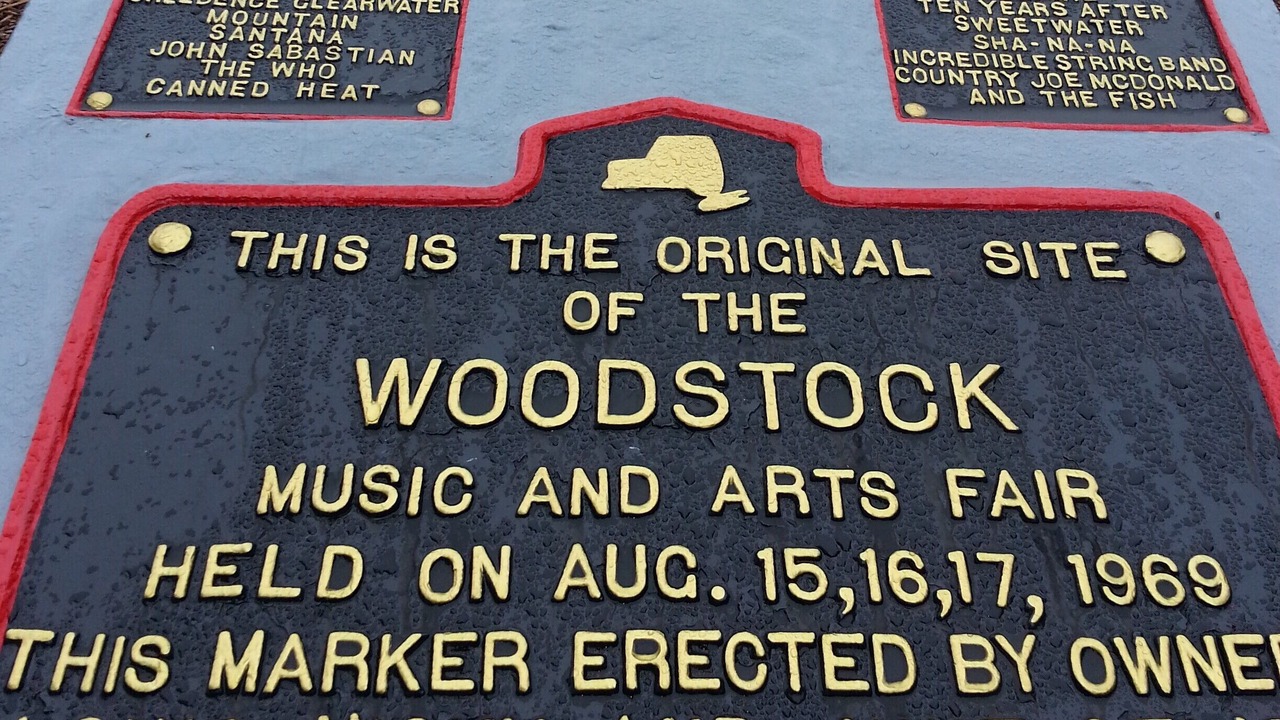 CREEDENCE CLEARWATER
MOUNTAIN
SANTANA
JOHN SABASTIAN
THE WHO
CANNED HEAT
TEN YEARS AFTER
SWEETWATER
SHA-NA-NA
INCREDIBLE STRING BAND
COUNTRY JOE MCDONALD
AND THE FISH
THIS IS THE ORIGINAL SITE
OF THE
WOODSTOCK
MUSIC AND ARTS FAIR
HELD ON AUG. 15,16,17, 1969
THIS MARKER ERECTED BY OWNE